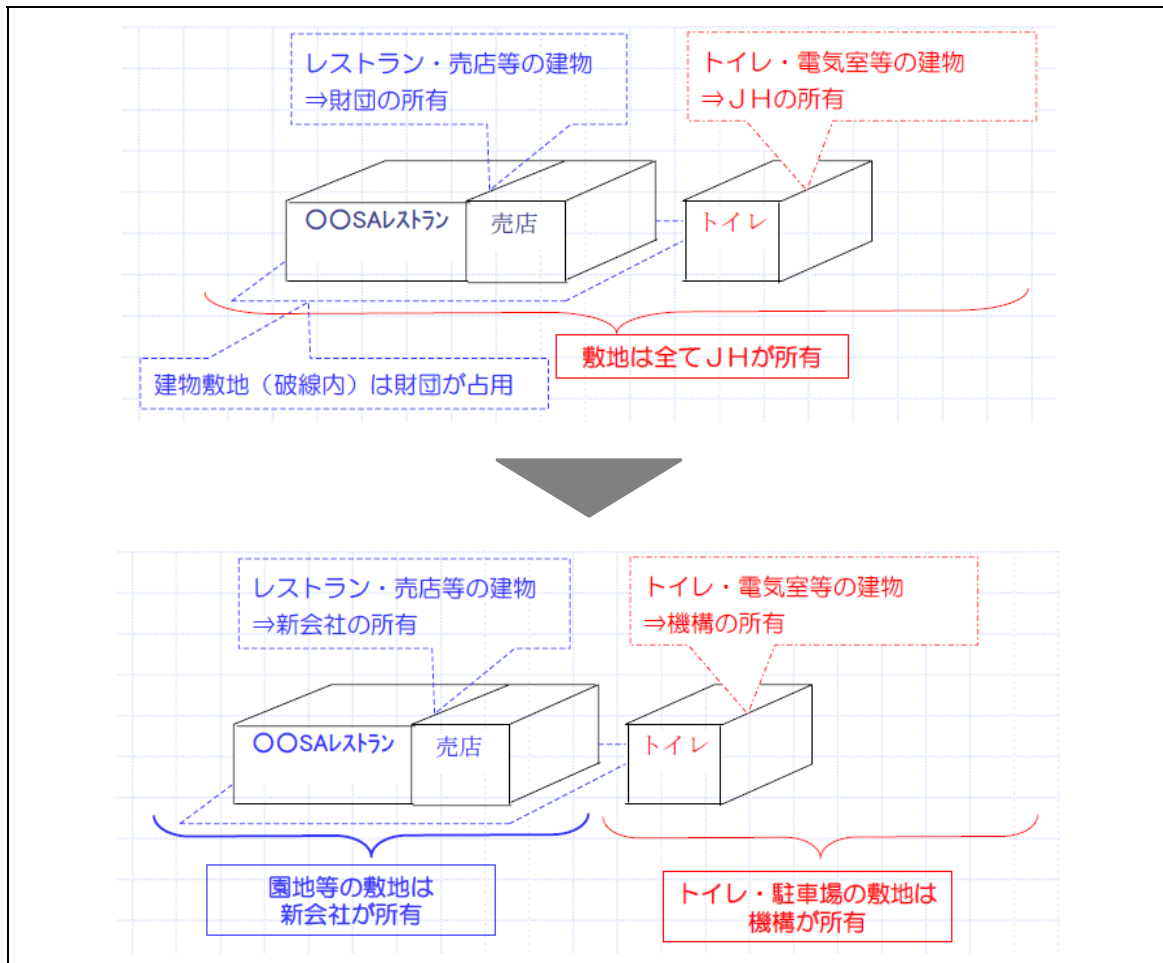 レストラン・売店等の建物
⇒財団の所有
トイレ・電気室等の建物
⇒ＪＨの所有
〇〇SAレストラン
売店
トイレ
敷地は全てＪＨが所有
建物敷地（破線内）は財団が占用
レストラン・売店等の建物
⇒新会社の所有
トイレ・電気室等の建物
⇒機構の所有
〇〇SAレストラン
売店
トイレ
園地等の敷地は
新会社が所有
トイレ・駐車場の敷地は
機構が所有